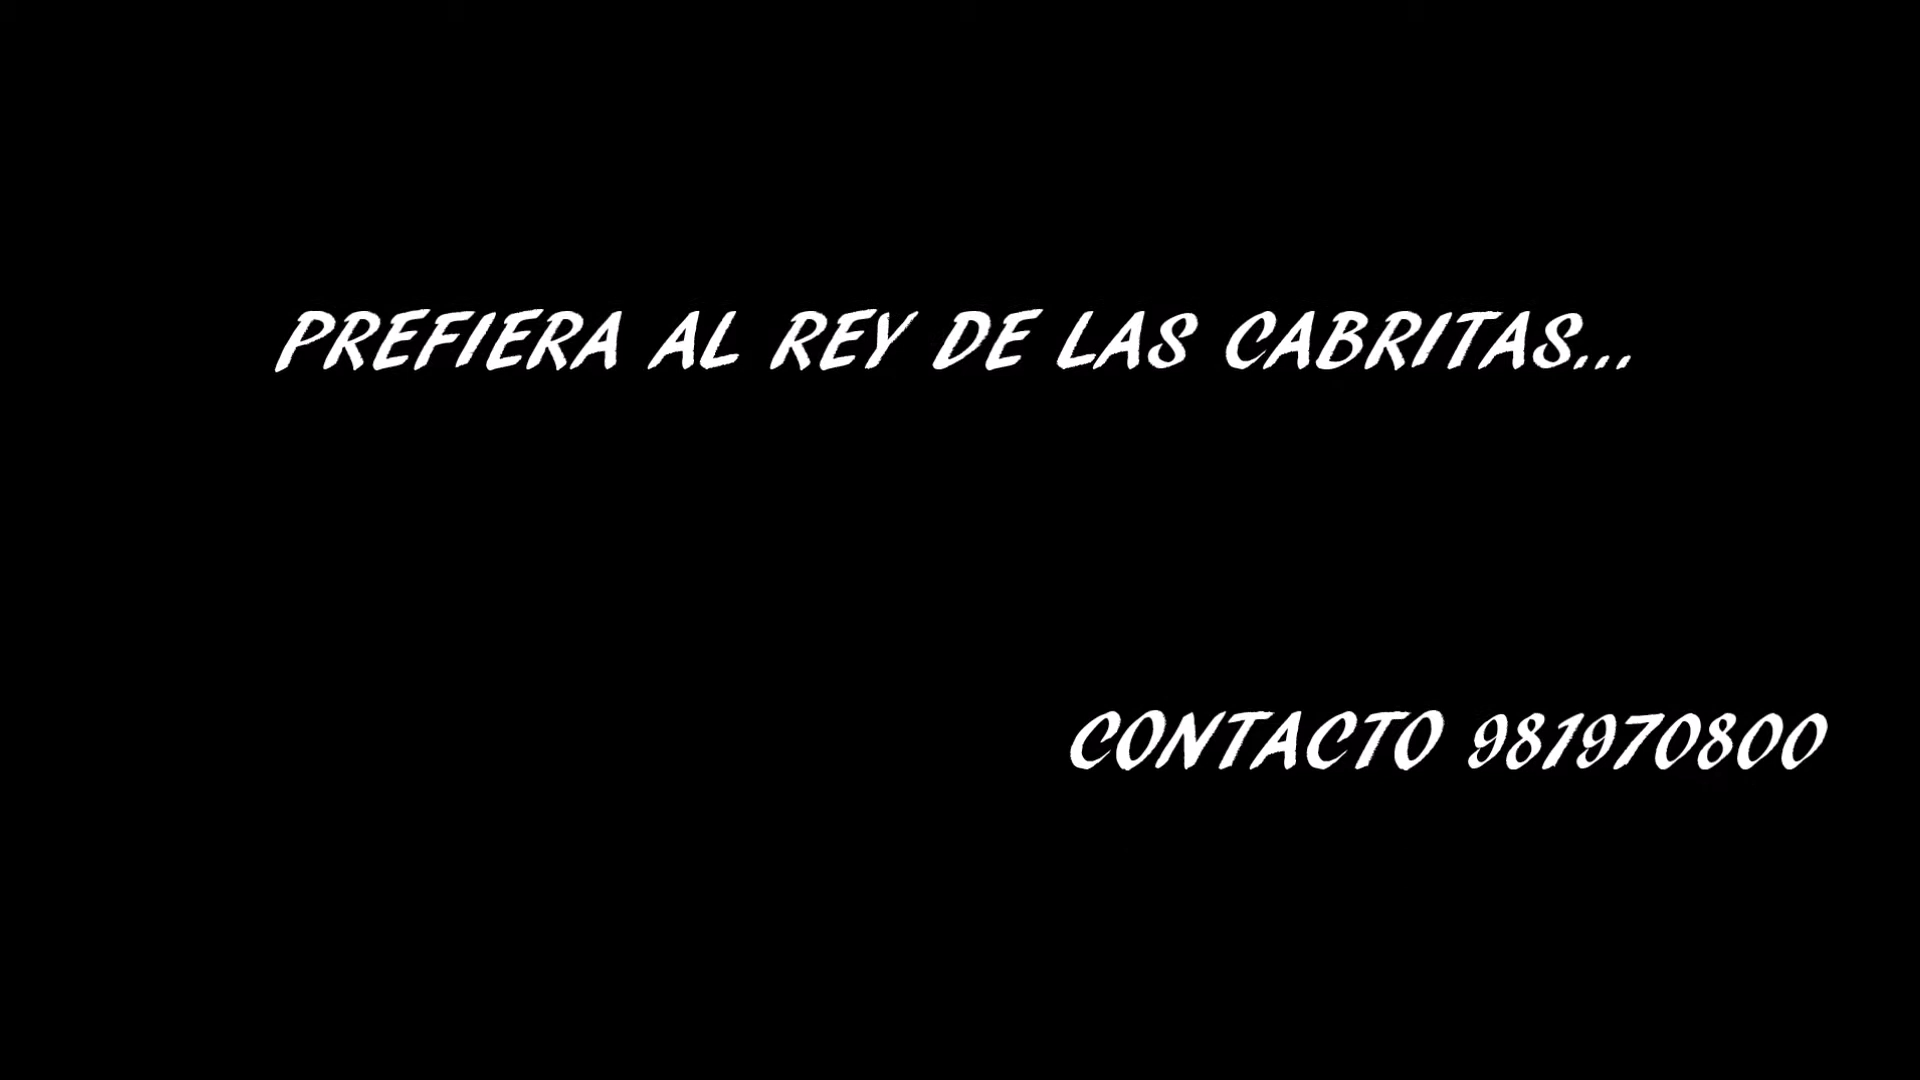 PREFIERA AL REY DE LAS CABRITAS...
CONTACTO 981970800